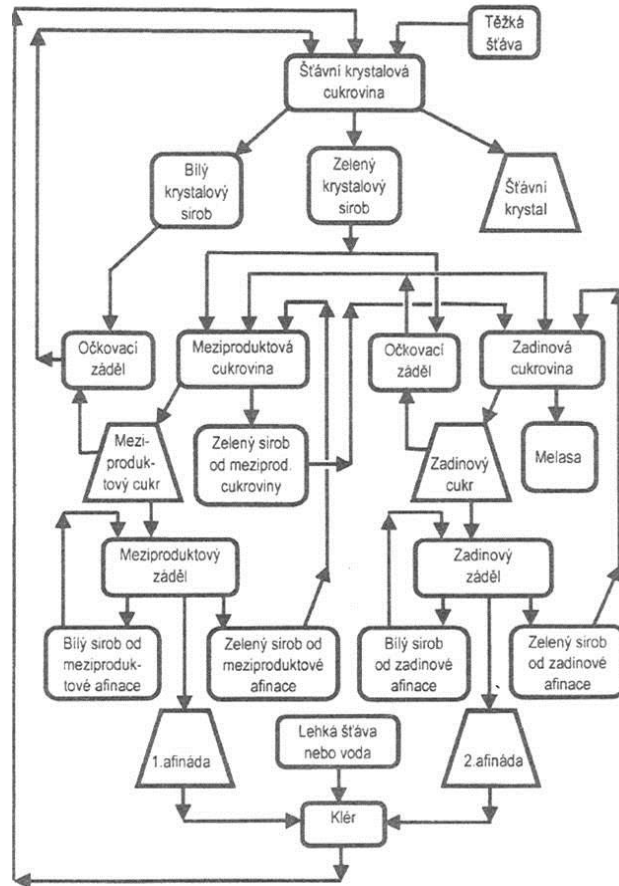 Těžká
šťáva
Šťávní krystalová
cukrovina
Bílý
krystalový
sirob
Zelený
krystalový
sirob
Šťávní
krystal
Očkovací
záděl
Meziproduktová
cukrovina
Očkovací
záděl
Zadinová
cukrovina
Mezi-
produk-
tový cukr
Zelený sirob
od meziprod.
cukroviny
Zadinový
cukr
Melasa
Meziproduktový
záděl
Zadinový
záděl
Bílý sirob od
meziproduk-
tové afinace
Zelený sirob od
meziproduktové
afinace
Bílý sirob
od zadinové
afinace
Zelený sirob
od zadinové
afinace
1.afináda
Lehká šťáva
nebo voda
2.afináda
Klér